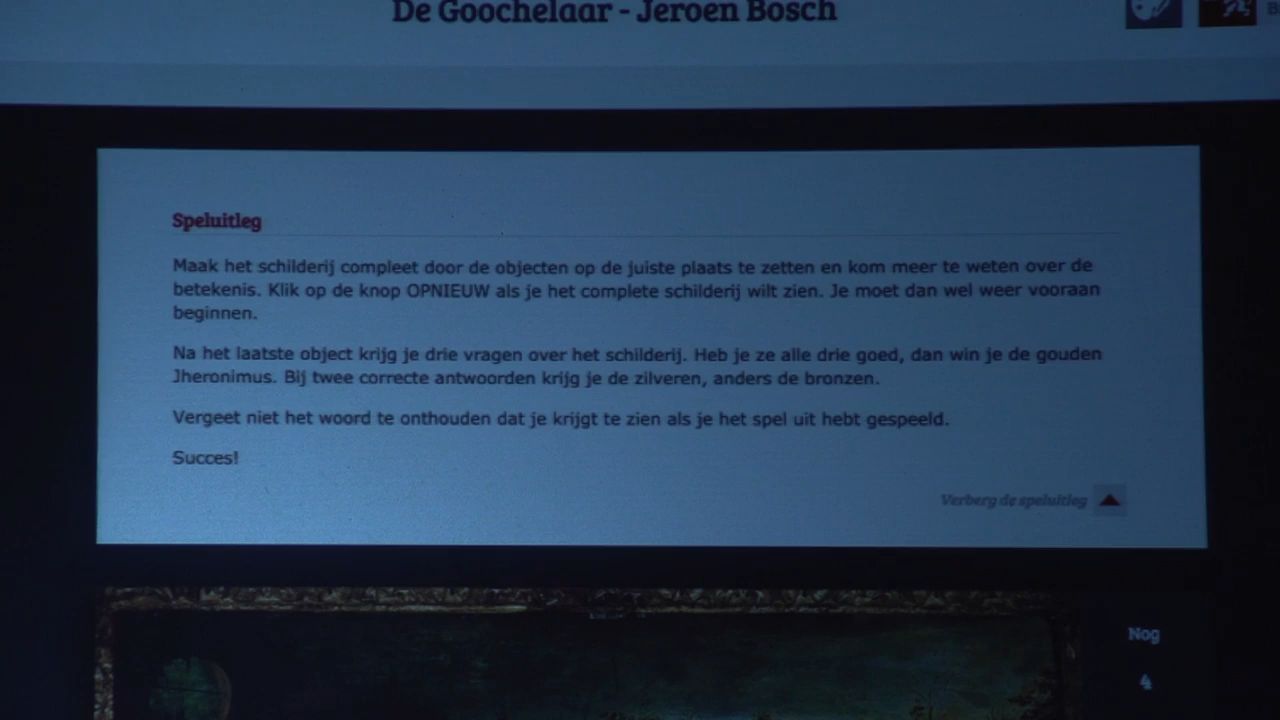 De Goochelaar - Jeroen Bosch
Speluitleg
Maak het schilderij compleet door de objecten op de juiste plaats te zetten en kom meer te weten over de
betekenis. Klik op de knop OPNIEUW als je het complete schilderij wilt zien. Je moet dan wel weer vooraan
beginnen.
Na het laatste object krijg je drie vragen over het schilderij. Heb je ze alle drie goed, dan win je de gouden
Jheronimus. Bij twee correcte antwoorden krijg je de zilveren, anders de bronzen.
Vergeet niet het woord te onthouden dat je krijgt te zien als je het spel uit hebt gespeeld.
Succes!
Verberg de speluitleg
Nog
4